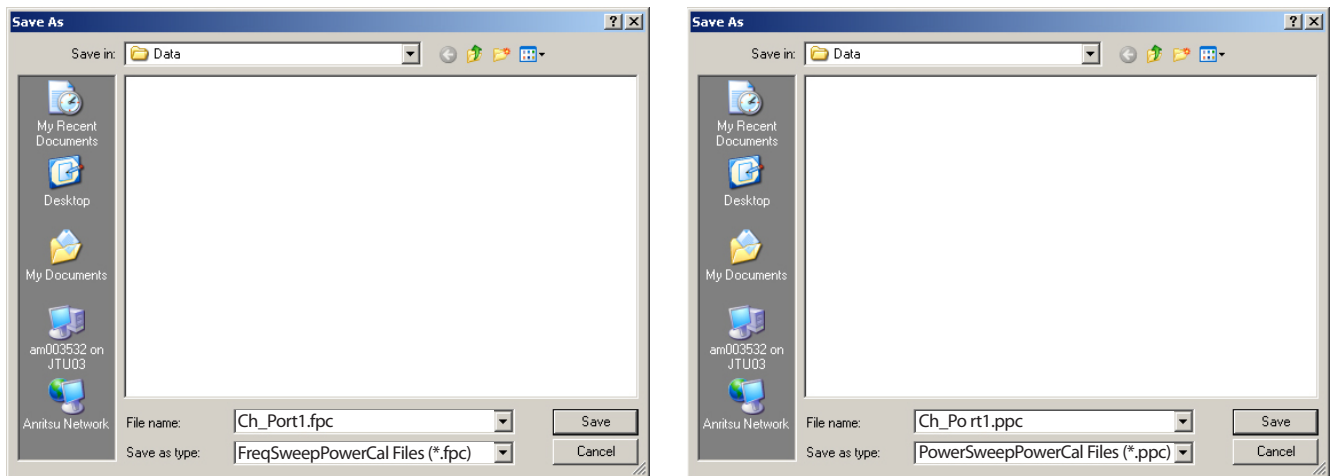 Save As
Save in:
Data
My Recent
Documents
Desktop
My Documents
am003532 on
JTU03
Anritsu Network
File name:
Ch_Port1.fpc
Save
Save as type:
FreqSweepPowerCal Files (*.fpc)
Cancel
Save As
Save in:
Data
My Recent
Documents
Desktop
My Documents
am003532 on
JTU03
Anritsu Network
File name:
Ch_Po rt1.ppc
Save
Save as type:
PowerSweepPowerCal Files (*.ppc)
Cancel